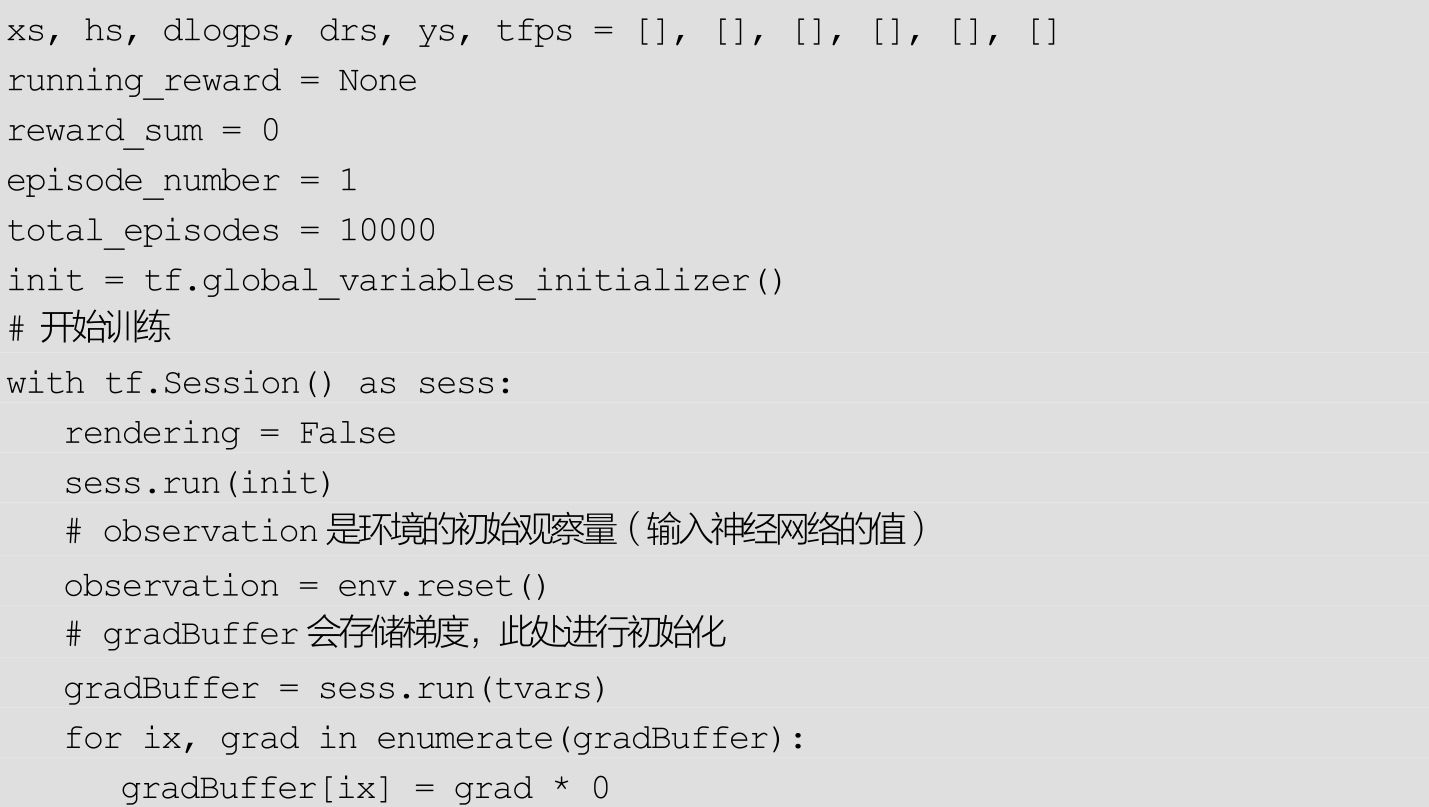 xs, hs, dlogps, drs, ys, tfps = [], [], [], [], [], []
running_reward = None
reward_sum = 0
episode_number = 1
total_episodes = 10000
init = tf.global_variables_initializer()
# 开始训练
with tf.Session() as sess:
   rendering = False
   sess.run(init)
   # observation 是环境的初始观察量（输入神经网络的值）
   observation = env.reset()
   # gradBuffer 会存储梯度，此处进行初始化
   gradBuffer = sess.run(tvars)
   for ix, grad in enumerate(gradBuffer):
      gradBuffer[ix] = grad * 0